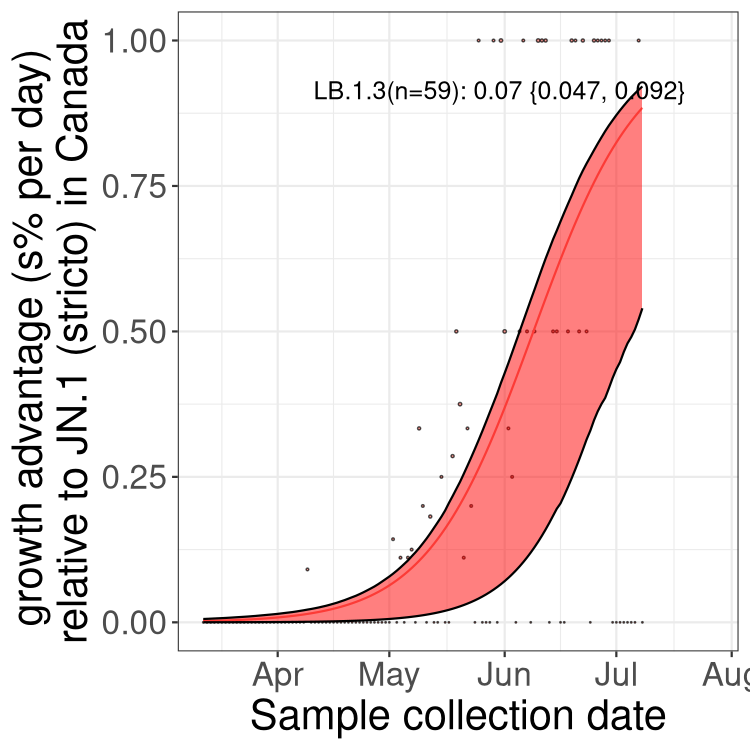 growth advantage (s% per day)
relative to JN.1 (stricto) in Canada
1.00
0.75
0.50
0.25
0.00
LB.1.3(n=59): 0.07 {0.047, 0.092}
Apr May Jun Jul Aug
Sample collection date